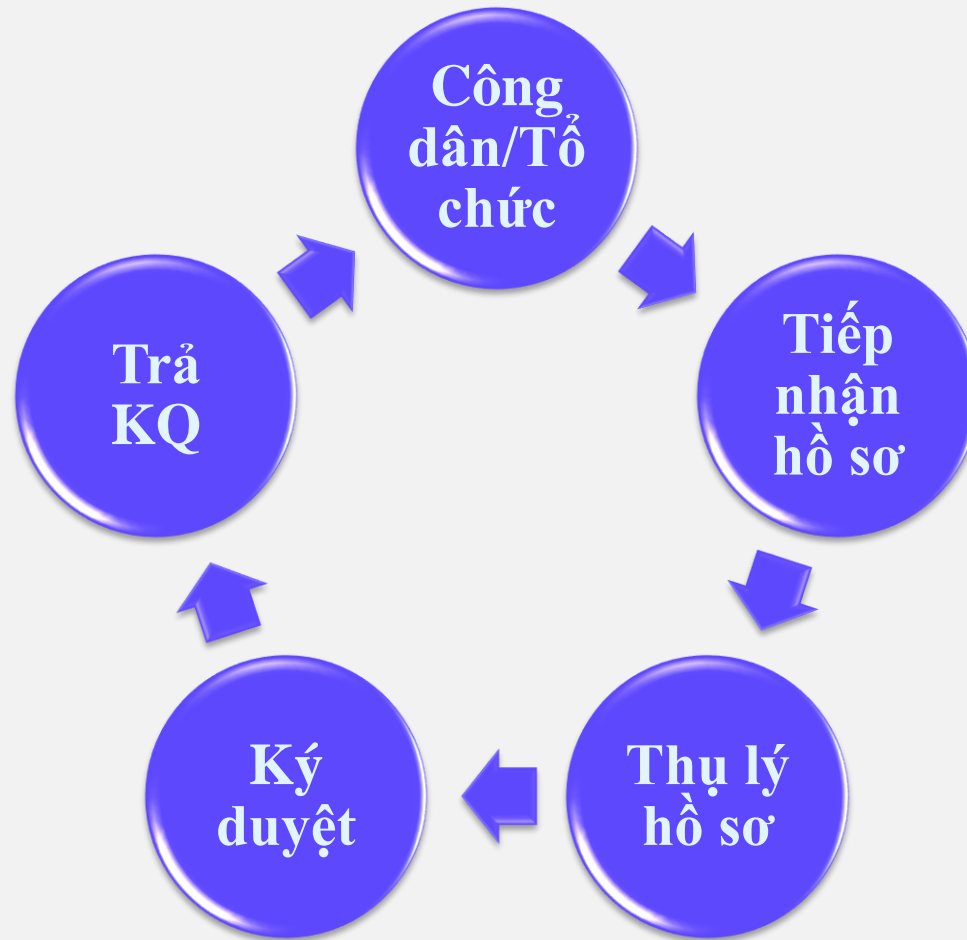 Công
dân/Tổ
chức
Tiếp
nhận
hồ sơ
Thụ lý
hồ sơ
Ký
duyệt
Trả
KQ